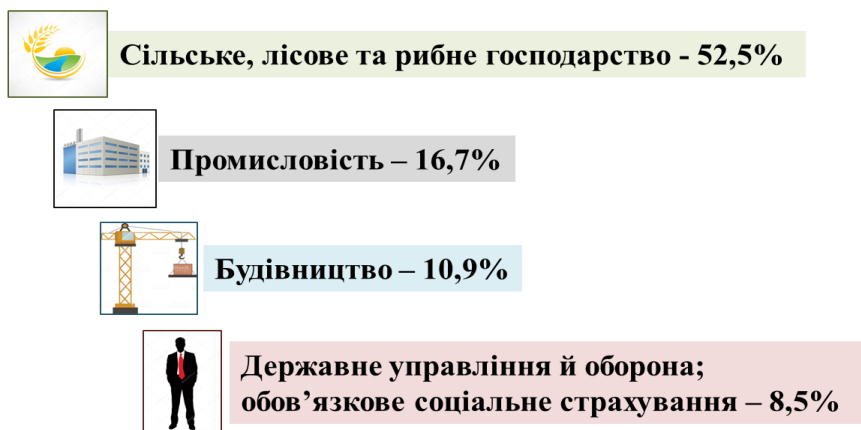 Сільське, лісове та рибне господарство - 52,5%
Промисловість – 16,7%
Будівництво – 10,9%
Державне управління й оборона;
обов’язкове соціальне страхування – 8,5%